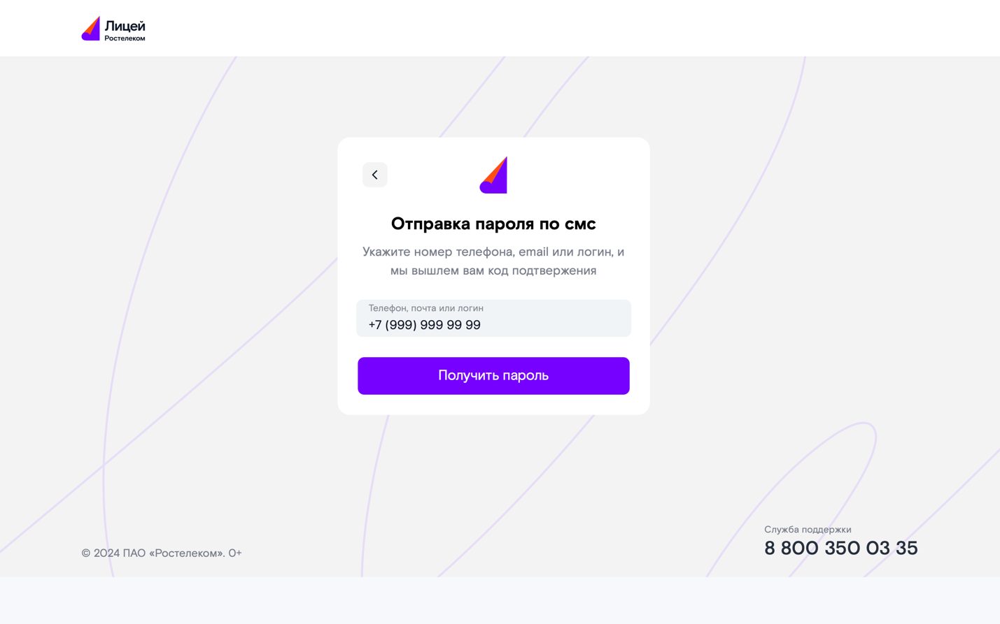 Лицей
Ростелеком
Отправка пароля по смс
Укажите номер телефона, email или логин, и
мы вышлем вам код подтвержения
Телефон, почта или логин
+7 (999) 999 99 99
Получить пароль
Служба поддержки
8 800 350 03 35
© 2024 ПАО «Ростелеком». 0+